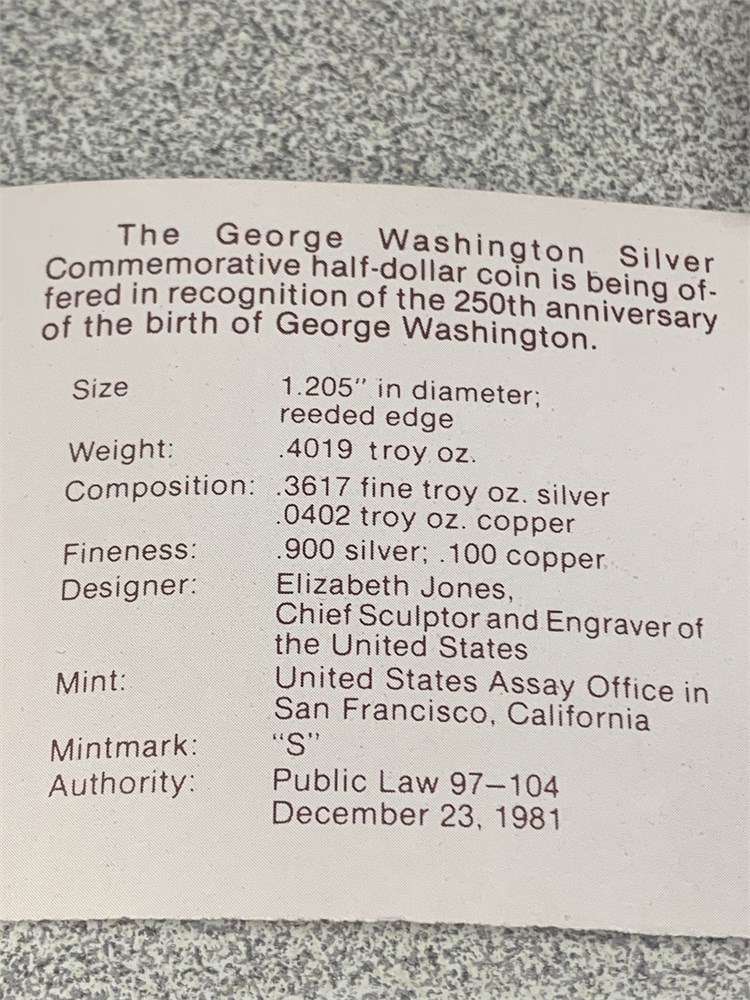 The George Washington Silver
Commemorative half-dollar coin is being of-
fered in recognition of the 250th anniversary
of the birth of George Washington.
Size 1.205" in diameter;
reeded edge
Weight: .4019 troy oz.
Composition: .3617 fine troy oz. silver
.0402 troy oz. copper
Fineness: .900 silver; .100 copper
Designer: Elizabeth Jones,
Chief Sculptor and Engraver of
the United States
Mint: United States Assay Office in
San Francisco, California
Mintmark: “S”
Authority: Public Law 97–104
December 23, 1981